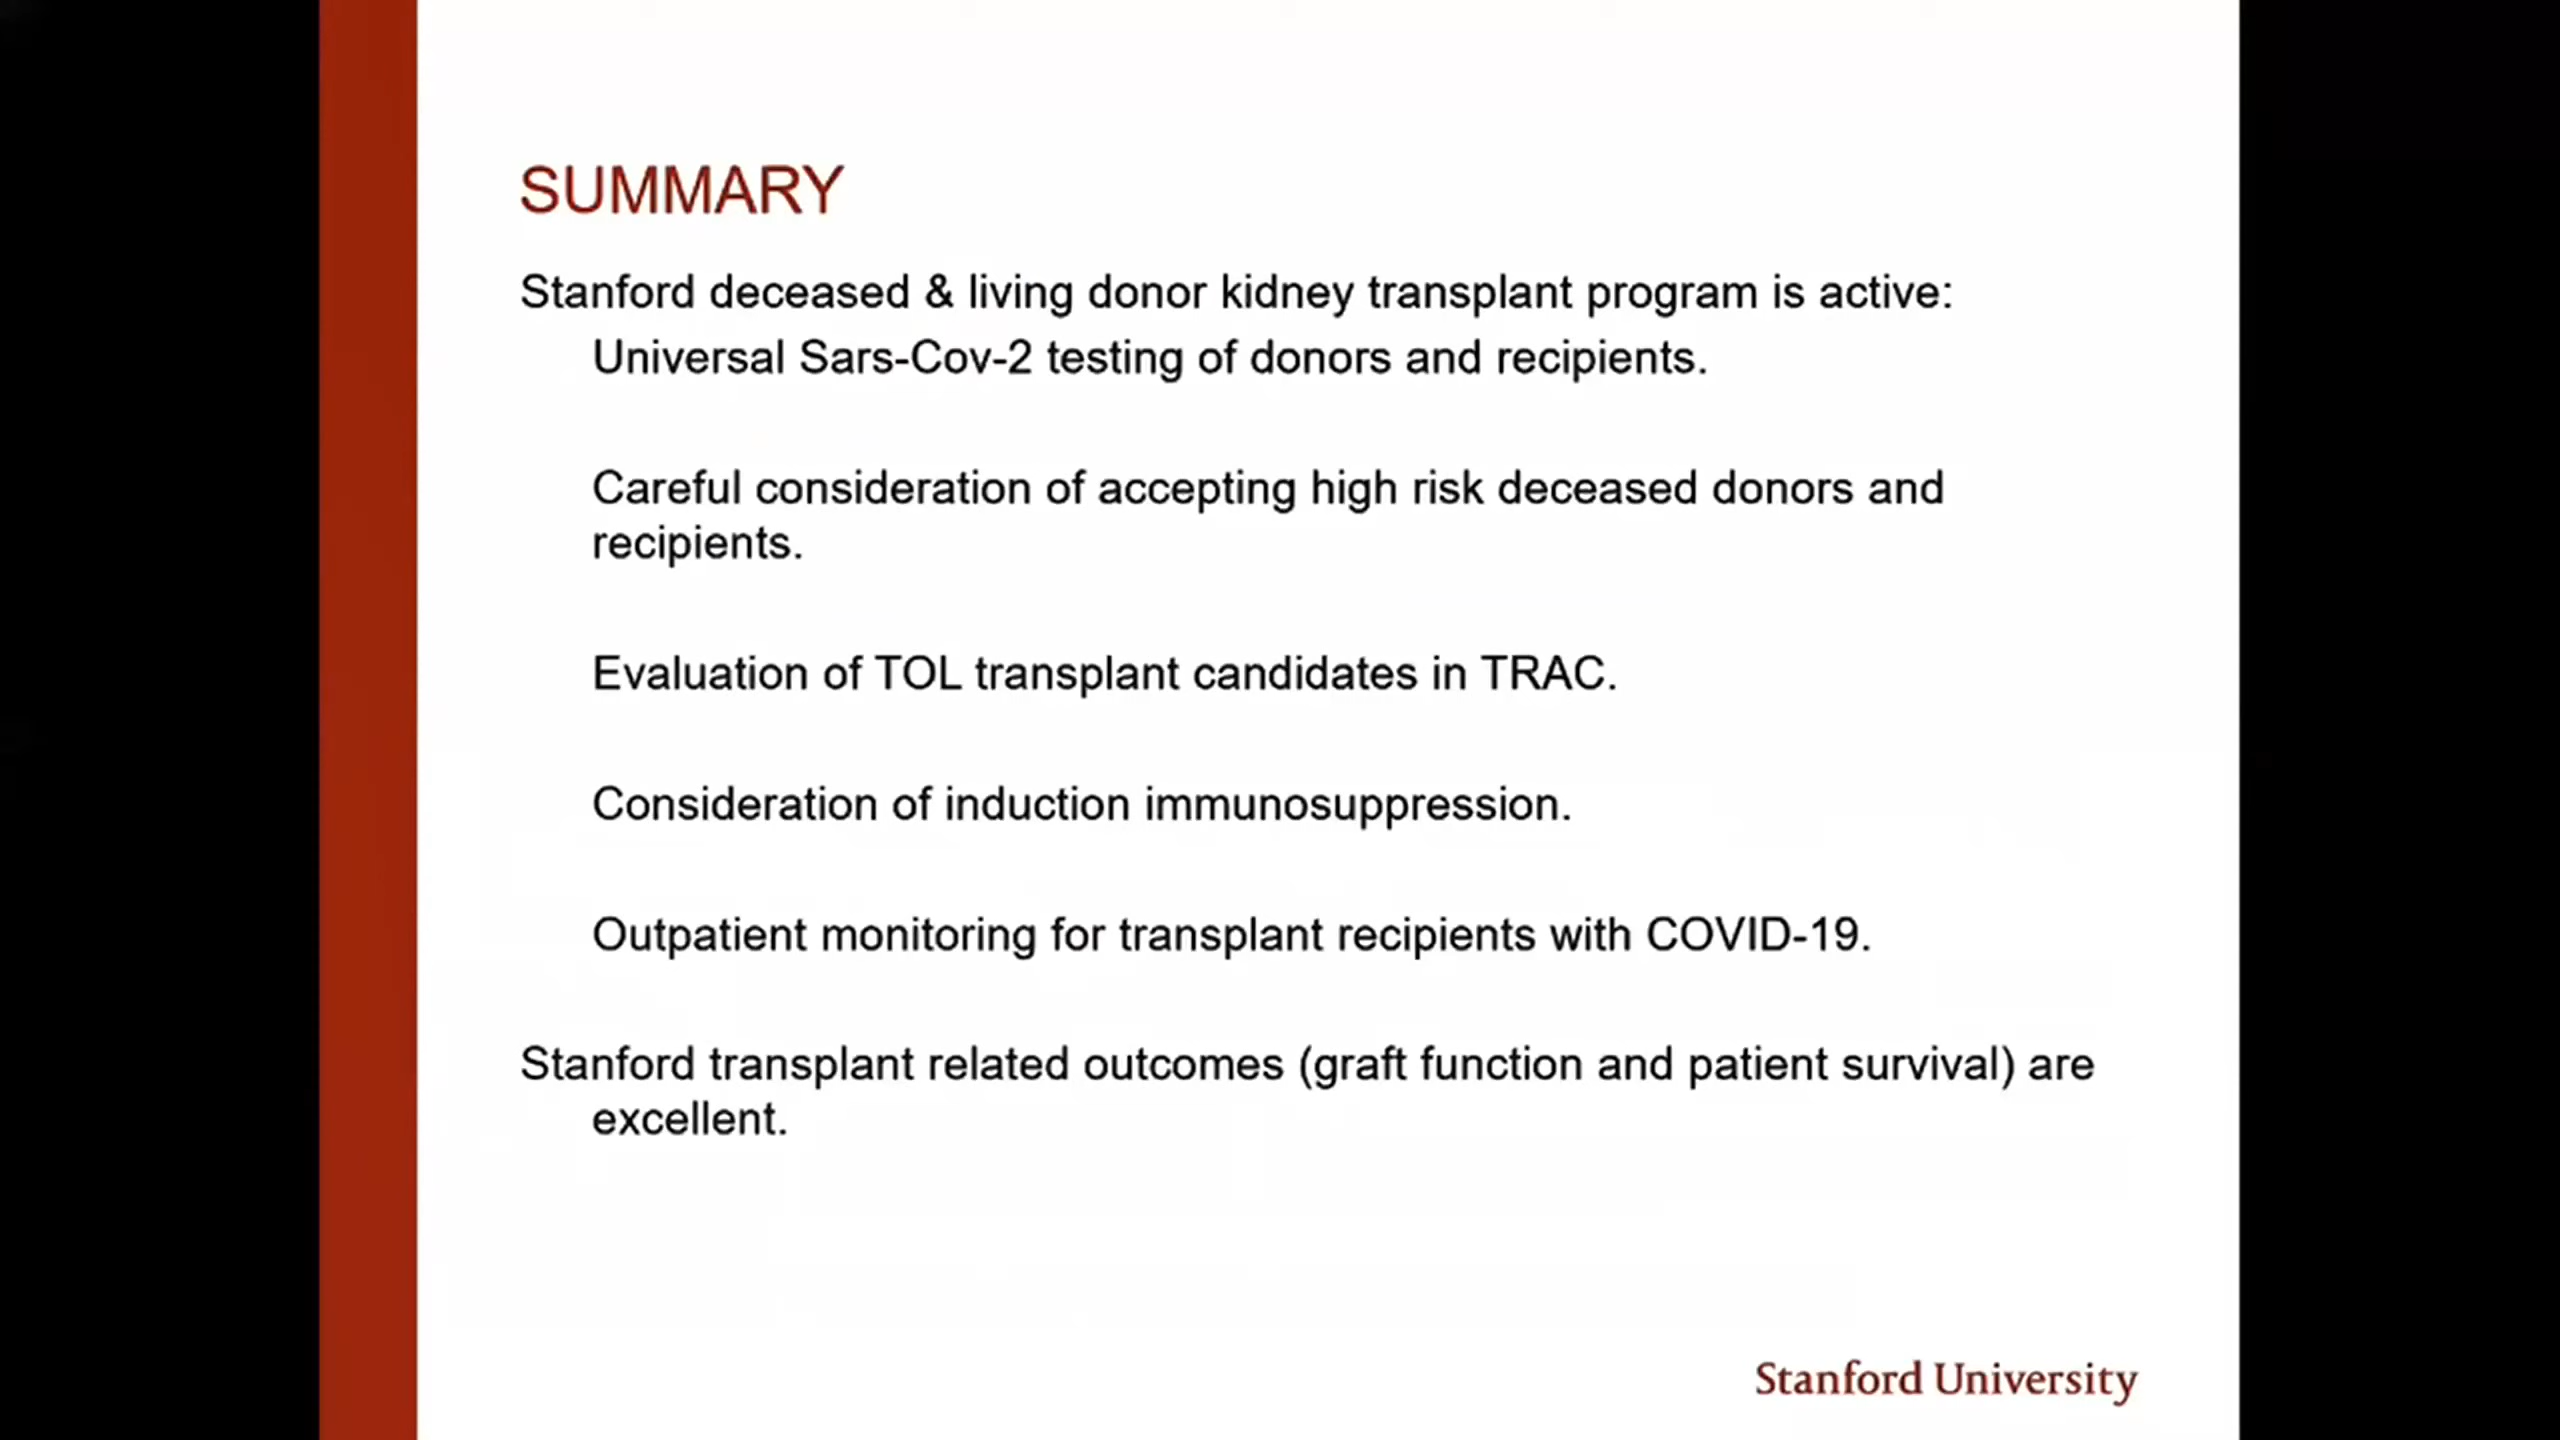 SUMMARY
Stanford deceased & living donor kidney transplant program is active:
Universal Sars-Cov-2 testing of donors and recipients.
Careful consideration of accepting high risk deceased donors and
recipients.
Evaluation of TOL transplant candidates in TRAC.
Consideration of induction immunosuppression.
Outpatient monitoring for transplant recipients with COVID-19.
Stanford transplant related outcomes (graft function and patient survival) are
excellent.
Stanford University